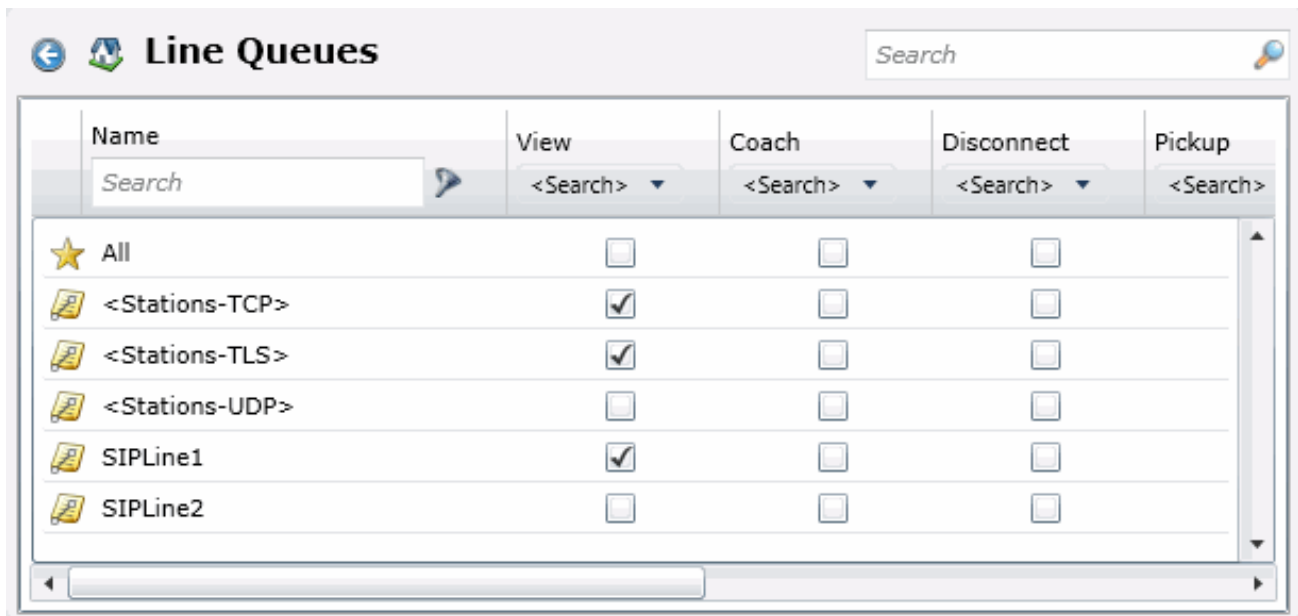 Line Queues
Search
Name View Coach Disconnect Pickup
Search <Search> <Search> <Search> <Search>
All
<Stations-TCP>
<Stations-TLS>
<Stations-UDP>
SIPLine1
SIPLine2